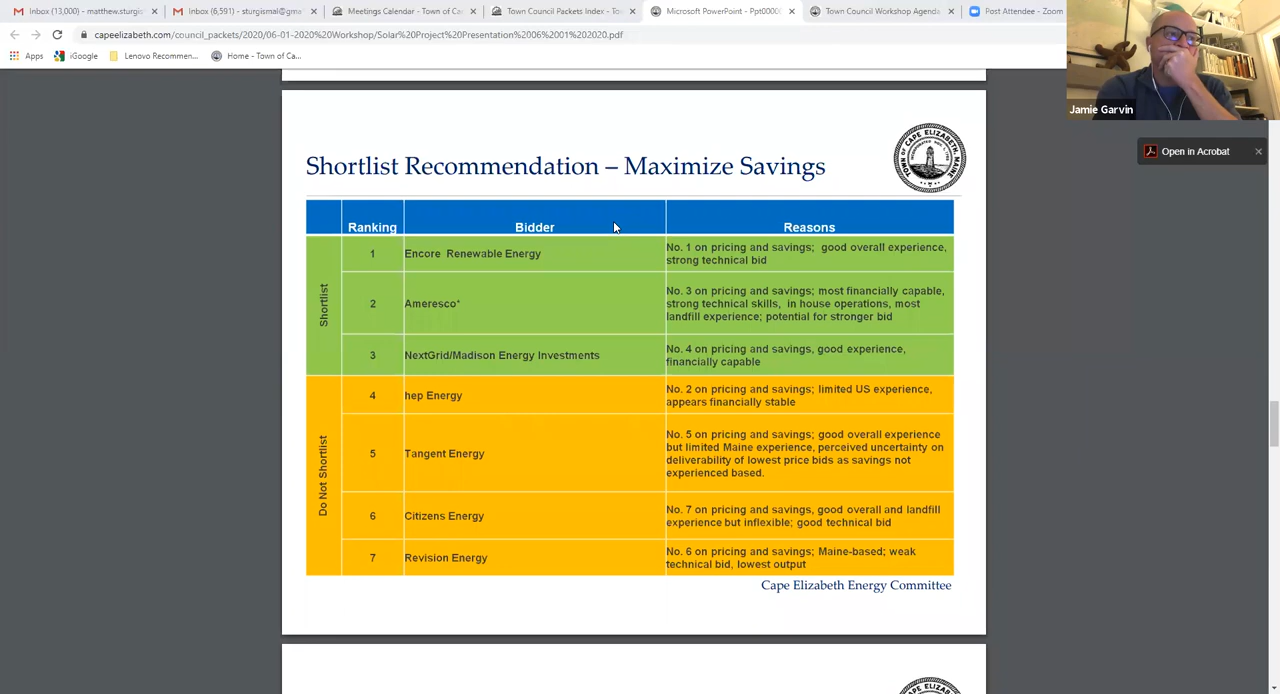 Inbox (13,000) - matthew.sturgis
Inbox (6,591) - sturgismal@gma
Meetings Calendar - Town of Ca
Town Council Packets Index - Tow
Microsoft PowerPoint - Ppt0000
Town Council Workshop Agenda
Post Attendee - Zoom
capeelizabeth.com/council_packets/2020/06-01-2020%20Workshop/Solar%20Project%20Presentation%2006%2001%202020.pdf
Apps
iGoogle
Lenovo Recommen...
Home - Town of Ca...
Jamie Garvin
Open in Acrobat
Shortlist Recommendation – Maximize Savings
TOWN OF CAPE ELIZABETH, MAINE
Ranking Bidder Reasons
Shortlist
1 Encore Renewable Energy No. 1 on pricing and savings; good overall experience,
strong technical bid
2 Ameresco* No. 3 on pricing and savings; most financially capable,
strong technical skills, in house operations, most
landfill experience; potential for stronger bid
3 NextGrid/Madison Energy Investments No. 4 on pricing and savings, good experience,
financially capable
Do Not Shortlist
4 hep Energy No. 2 on pricing and savings; limited US experience,
appears financially stable
5 Tangent Energy No. 5 on pricing and savings; good overall experience
but limited Maine experience, perceived uncertainty on
deliverability of lowest price bids as savings not
experienced based.
6 Citizens Energy No. 7 on pricing and savings, good overall and landfill
experience but inflexible; good technical bid
7 Revision Energy No. 6 on pricing and savings; Maine-based; weak
technical bid, lowest output
Cape Elizabeth Energy Committee